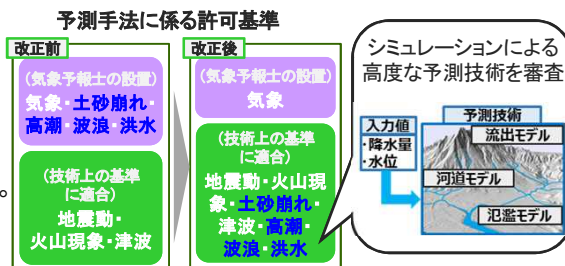 予測手法に係る許可基準
改正前
(気象予報士の設置)
気象・土砂崩れ・
高潮・波浪・洪水
(技術上の基準
に適合)
地震動・
火山現象・津波
。
改正後
(気象予報士の設置)
気象
(技術上の基準
に適合)
地震動・火山現
象・土砂崩れ・
津波・高潮・
波浪・洪水
シミュレーションによる
高度な予測技術を審査
入力値
・降水量
・水位
予測技術
流出モデル
河道モデル
氾濫モデル